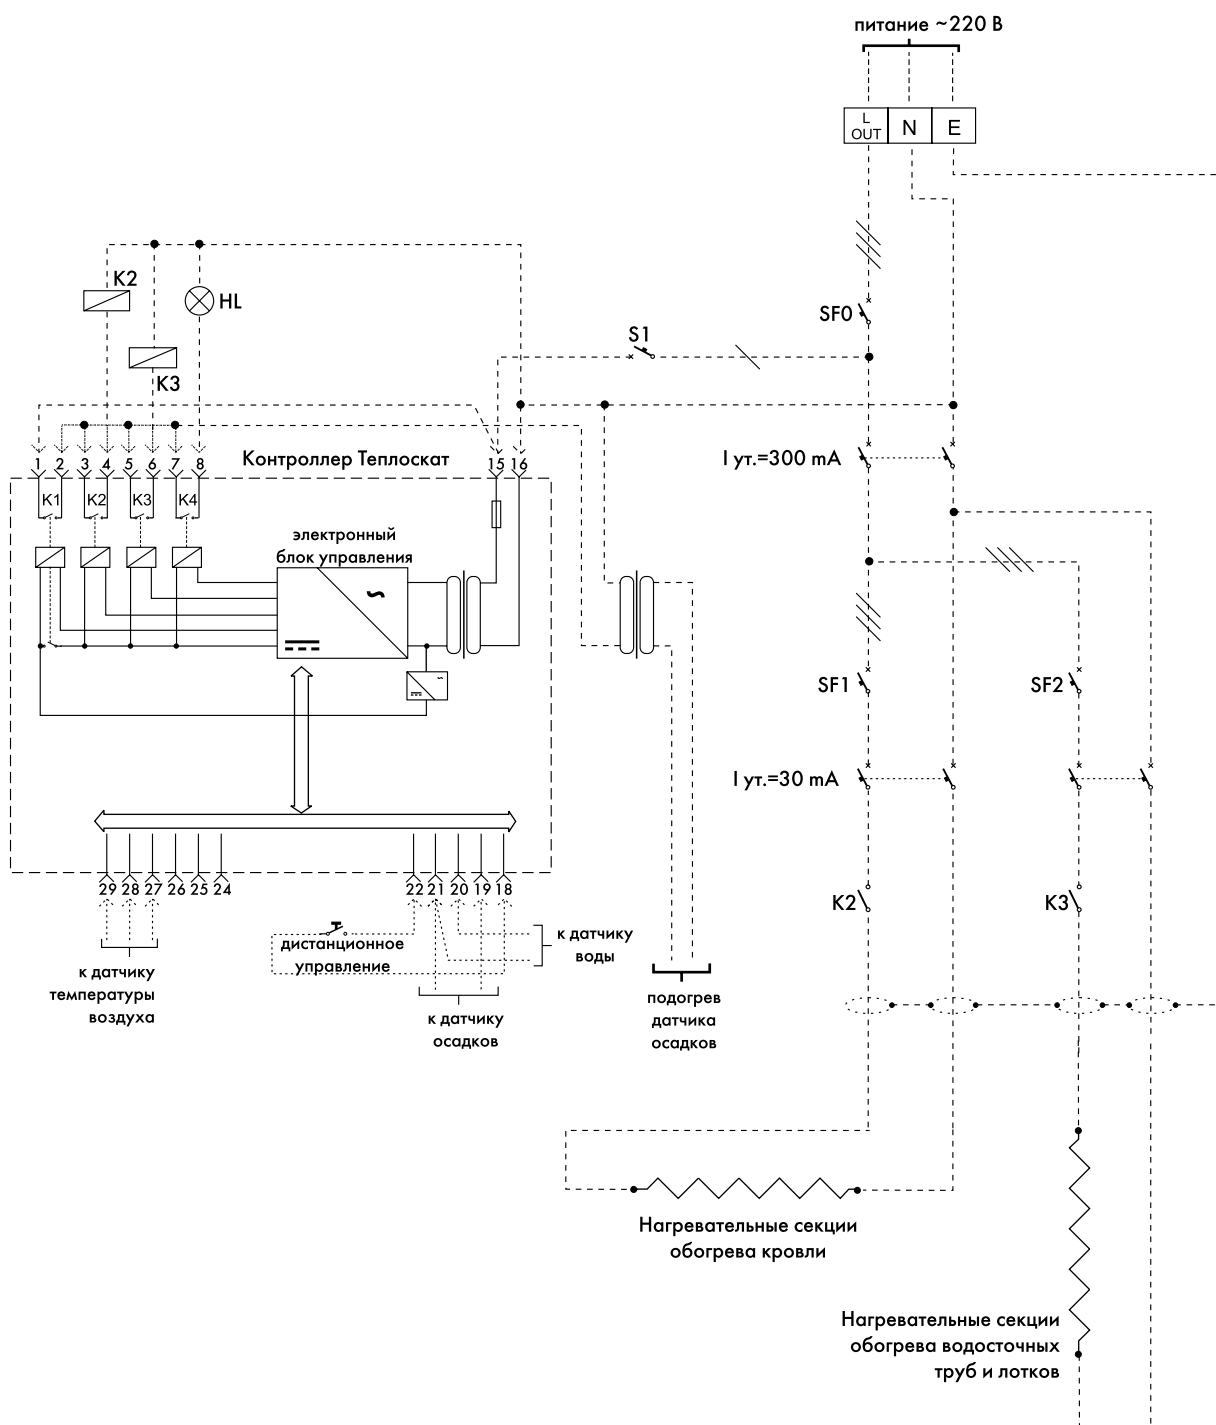 питание ~220 В
L
OUT
N
E
K2
HL
K3
S1
SF0
1
2
3
4
5
6
7
8
Контроллер Теплоскат
15
16
I ут.=300 mA
K1
K2
K3
K4
электронный
блок управления
SF1
SF2
I ут.=30 mA
29
28
27
26
25
24
22
21
20
19
18
K2
K3
дистанционное
управление
к датчику
воды
к датчику
температуры
воздуха
к датчику
осадков
подогрев
датчика
осадков
Нагревательные секции
обогрева кровли
Нагревательные секции
обогрева водосточных
труб и лотков